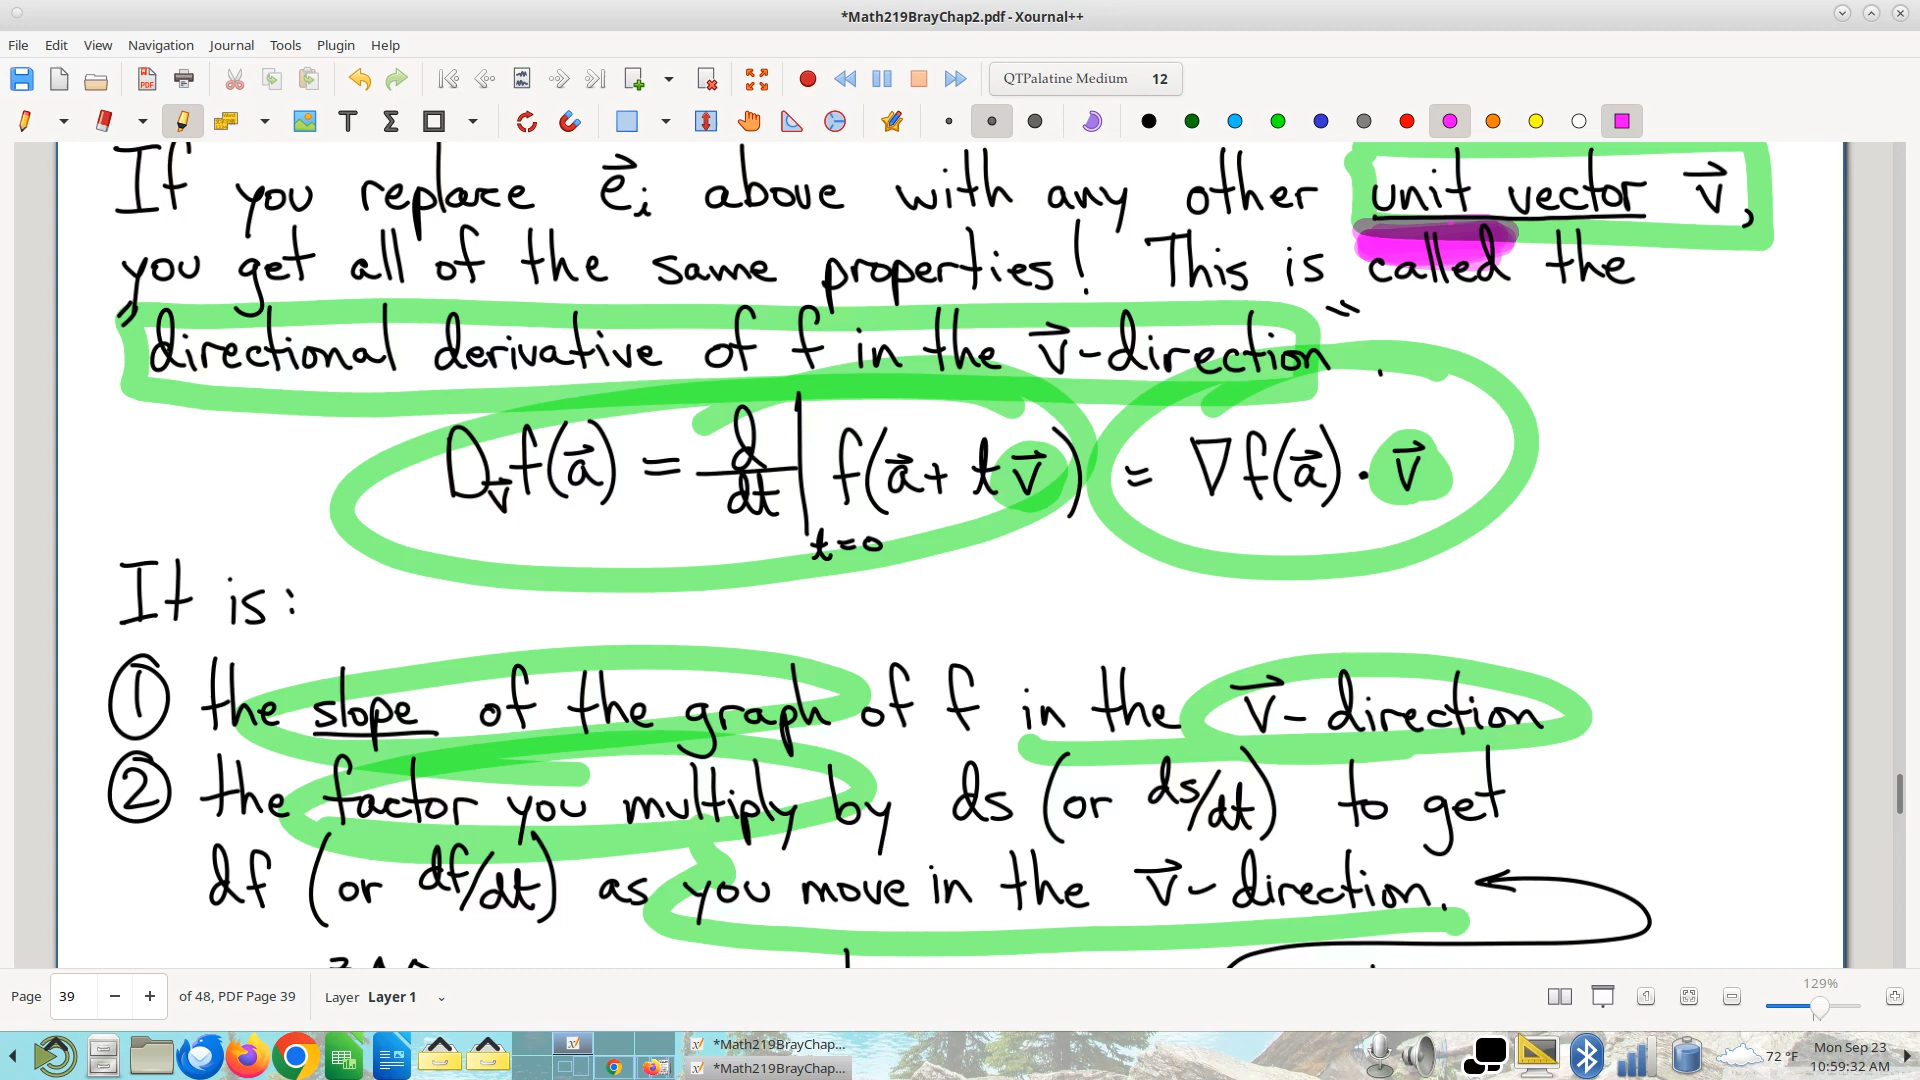 *Math219BrayChap2.pdf - Xournal++
File Edit View Navigation Journal Tools Plugin Help
QTPalatine Medium 12
If you replace e⃗ᵢ above with any other unit vector v⃗,
you get all of the same properties! This is called the
"directional derivative of f in the v⃗-direction".
D_v⃗ f(a⃗) = d/dt |_{t=0} f(a⃗ + t v⃗) = ∇f(a⃗) · v⃗
It is:
① the slope of the graph of f in the v⃗-direction
② the factor you multiply by ds (or ds/dt) to get
df (or df/dt) as you move in the v⃗-direction.
Page 39 of 48, PDF Page 39 Layer Layer 1 129%
*Math219BrayChap...
*Math219BrayChap...
72 °F
Mon Sep 23
10:59:32 AM